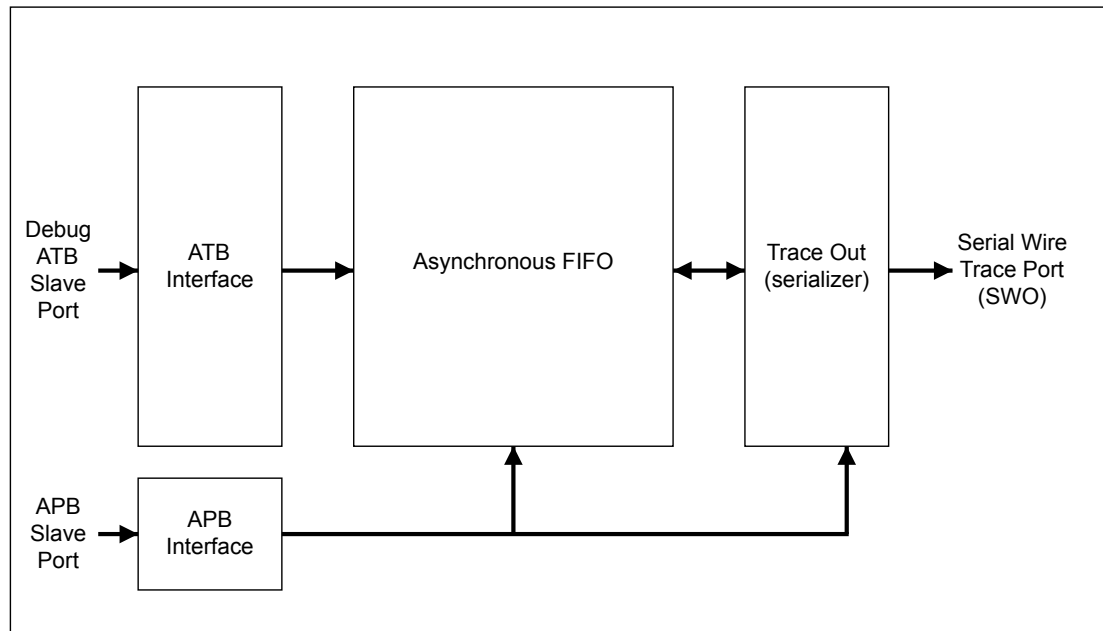 Debug
ATB
Slave
Port
ATB
Interface
Asynchronous FIFO
Trace Out
(serializer)
Serial Wire
Trace Port
(SWO)
APB
Slave
Port
APB
Interface